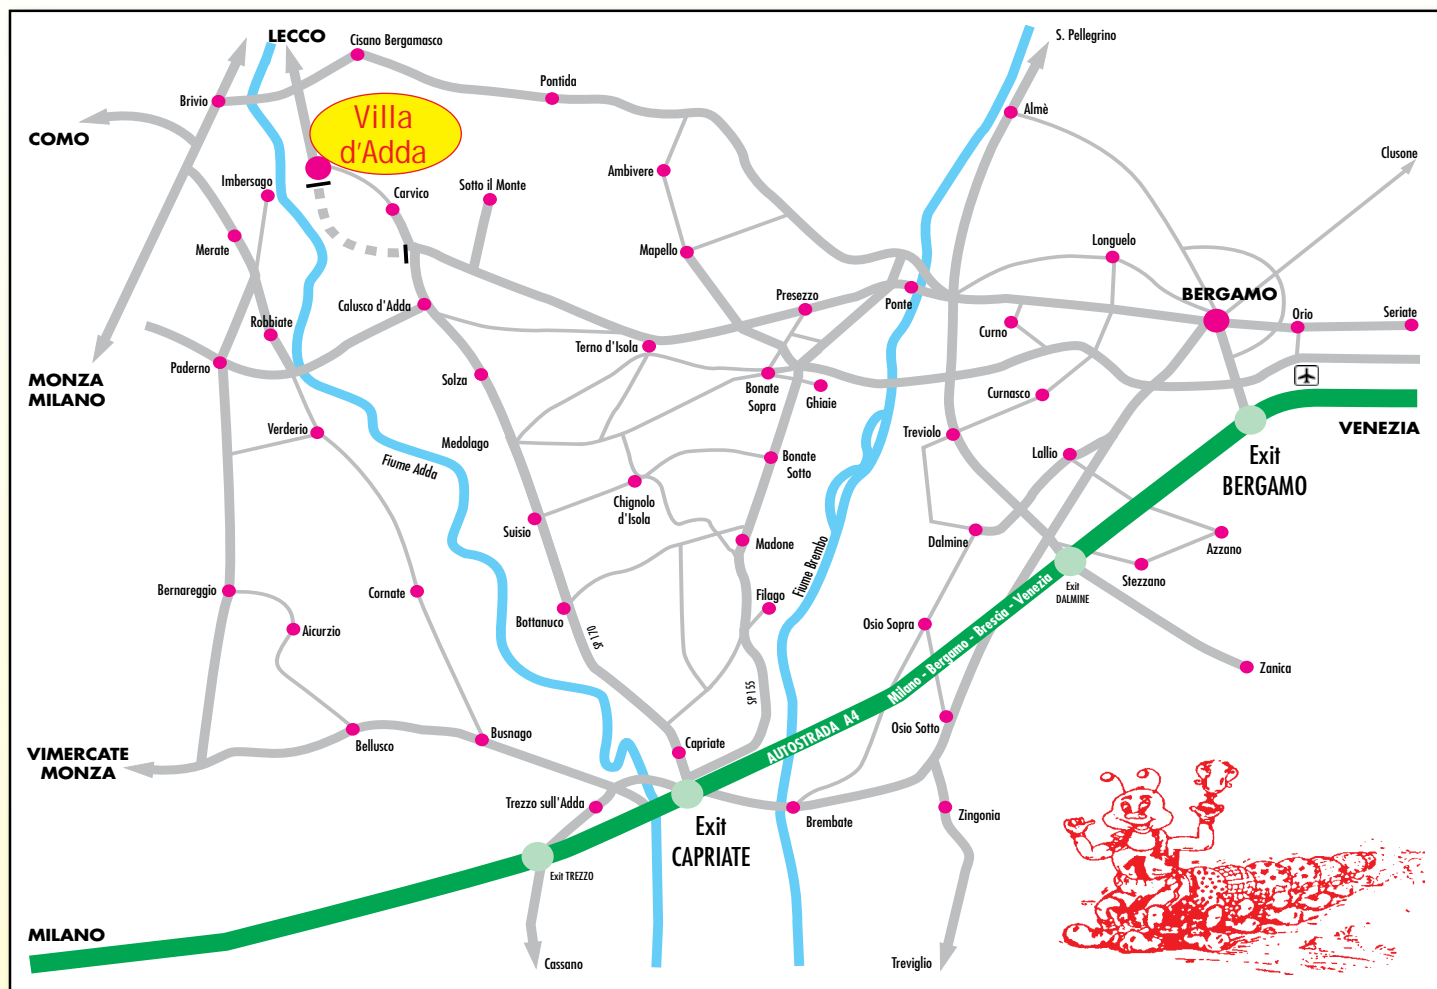 LECCO
Cisano Bergamasco
S. Pellegrino
Pontida
Brivio
Almè
Villa
d'Adda
COMO
Clusone
Ambivere
Imbersago
Sotto il Monte
Carvico
Merate
Mapello
Longuelo
BERGAMO
Presezzo
Ponte
Calusco d'Adda
Orio
Seriate
Robbiate
Curno
Terno d'Isola
Paderno
Solza
MONZA
MILANO
Bonate
Sopra
Ghiaie
Curnasco
Verderio
Medolago
Treviolo
VENEZIA
Fiume Adda
Bonate
Sotto
Lallio
Exit
BERGAMO
Chignolo
d'Isola
Suisio
Madone
Dalmine
Azzano
Fiume Brembo
Stezzano
Exit
DALMINE
Bernareggio
Cornate
Filago
Bottanuco
Aicurzio
SP 170
Osio Sopra
Milano - Bergamo - Brescia - Venezia
Zanica
SP 155
AUTOSTRADA A4
Osio Sotto
Busnago
Bellusco
Capriate
VIMERCATE
MONZA
Trezzo sull'Adda
Brembate
Zingonia
Exit
CAPRIATE
Exit TREZZO
MILANO
Cassano
Treviglio